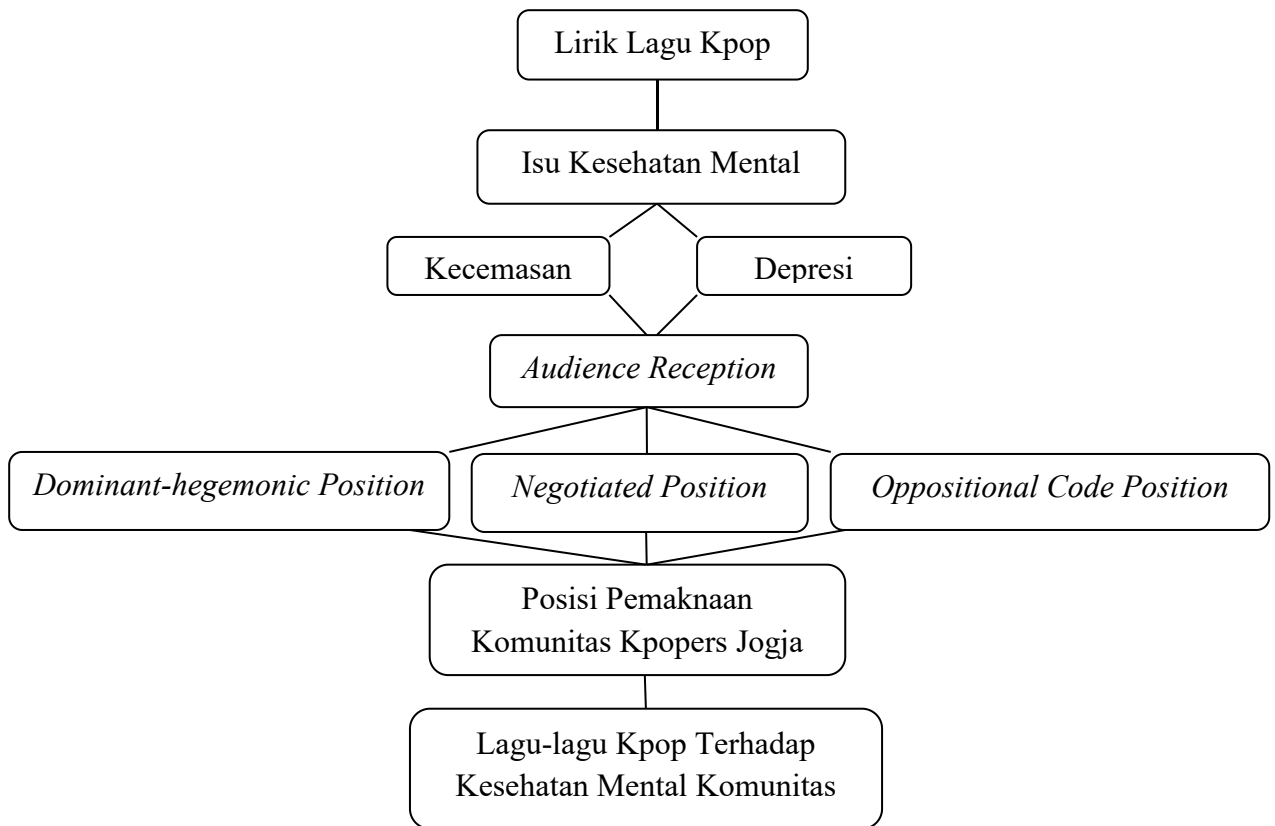 Lirik Lagu Kpop
Isu Kesehatan Mental
Kecemasan
Depresi
Audience Reception
Dominant-hegemonic Position
Negotiated Position
Oppositional Code Position
Posisi Pemaknaan
Komunitas Kpopers Jogja
Lagu-lagu Kpop Terhadap
Kesehatan Mental Komunitas